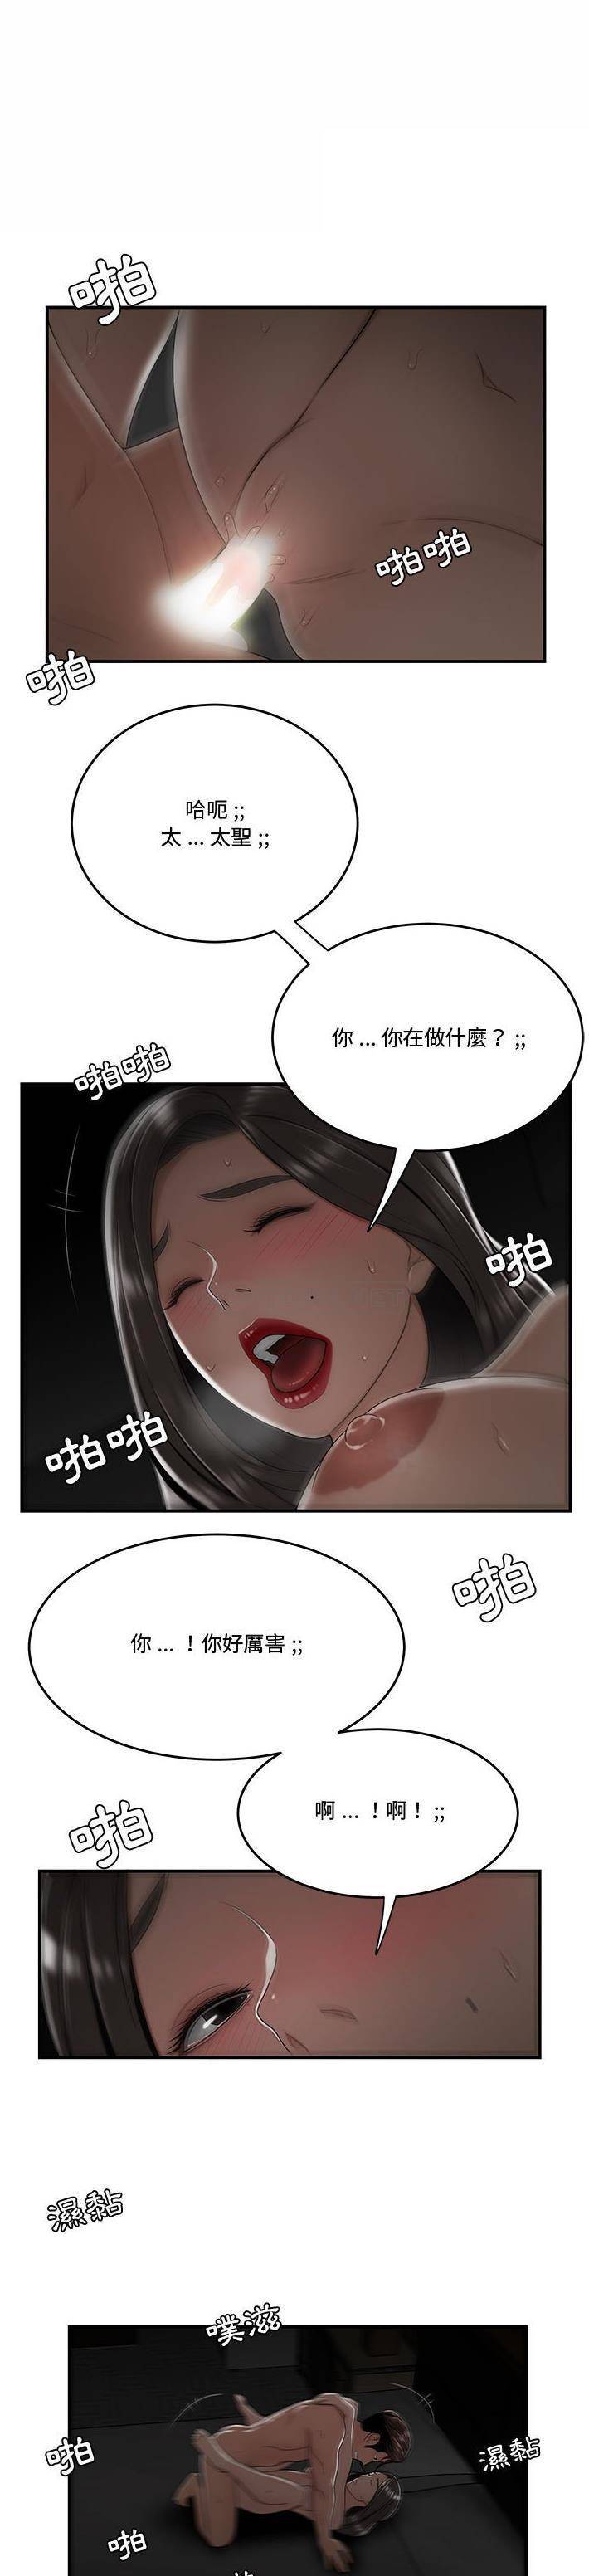 啪
啪啪
啪
哈呃 ;;
太 ... 太聖 ;;
你 ... 你在做什麼？ ;;
啪啪
啪
啪啪
啪
你 ... ！你好厲害 ;;
啊 ... ！啊！ ;;
啪
濕黏
噗滋
啪
濕黏
啪